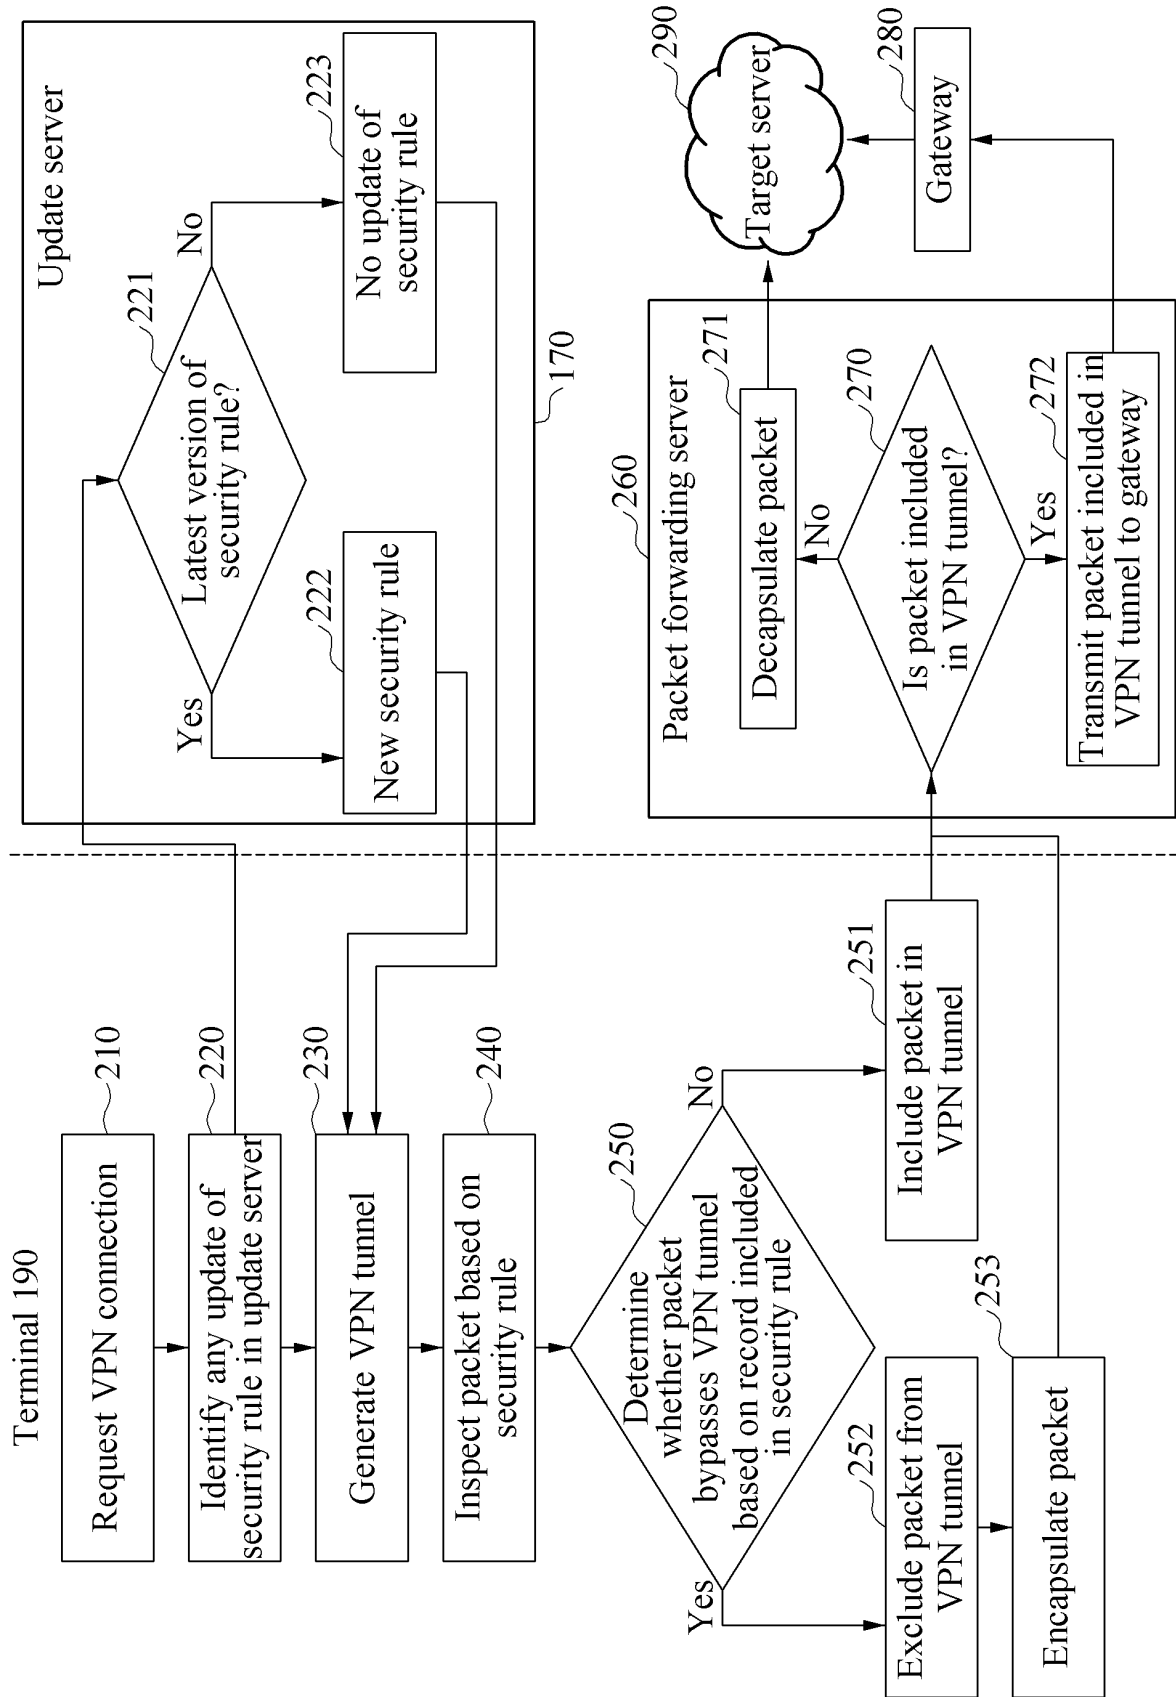 Terminal 190
Request VPN connection
210
Identify any update of
security rule in update server
220
Generate VPN tunnel
230
Inspect packet based on
security rule
240
Determine
whether packet
bypasses VPN tunnel
based on record included
in security rule
250
Yes
No
Include packet in
VPN tunnel
251
Exclude packet from
VPN tunnel
252
Encapsulate packet
253
Update server
Latest version of
security rule?
221
Yes
No
New security rule
222
No update of
security rule
223
170
260
Packet forwarding server
Decapsulate packet
271
No
Is packet included
in VPN tunnel?
270
Yes
Transmit packet included in
VPN tunnel to gateway
272
Target server
290
Gateway
280